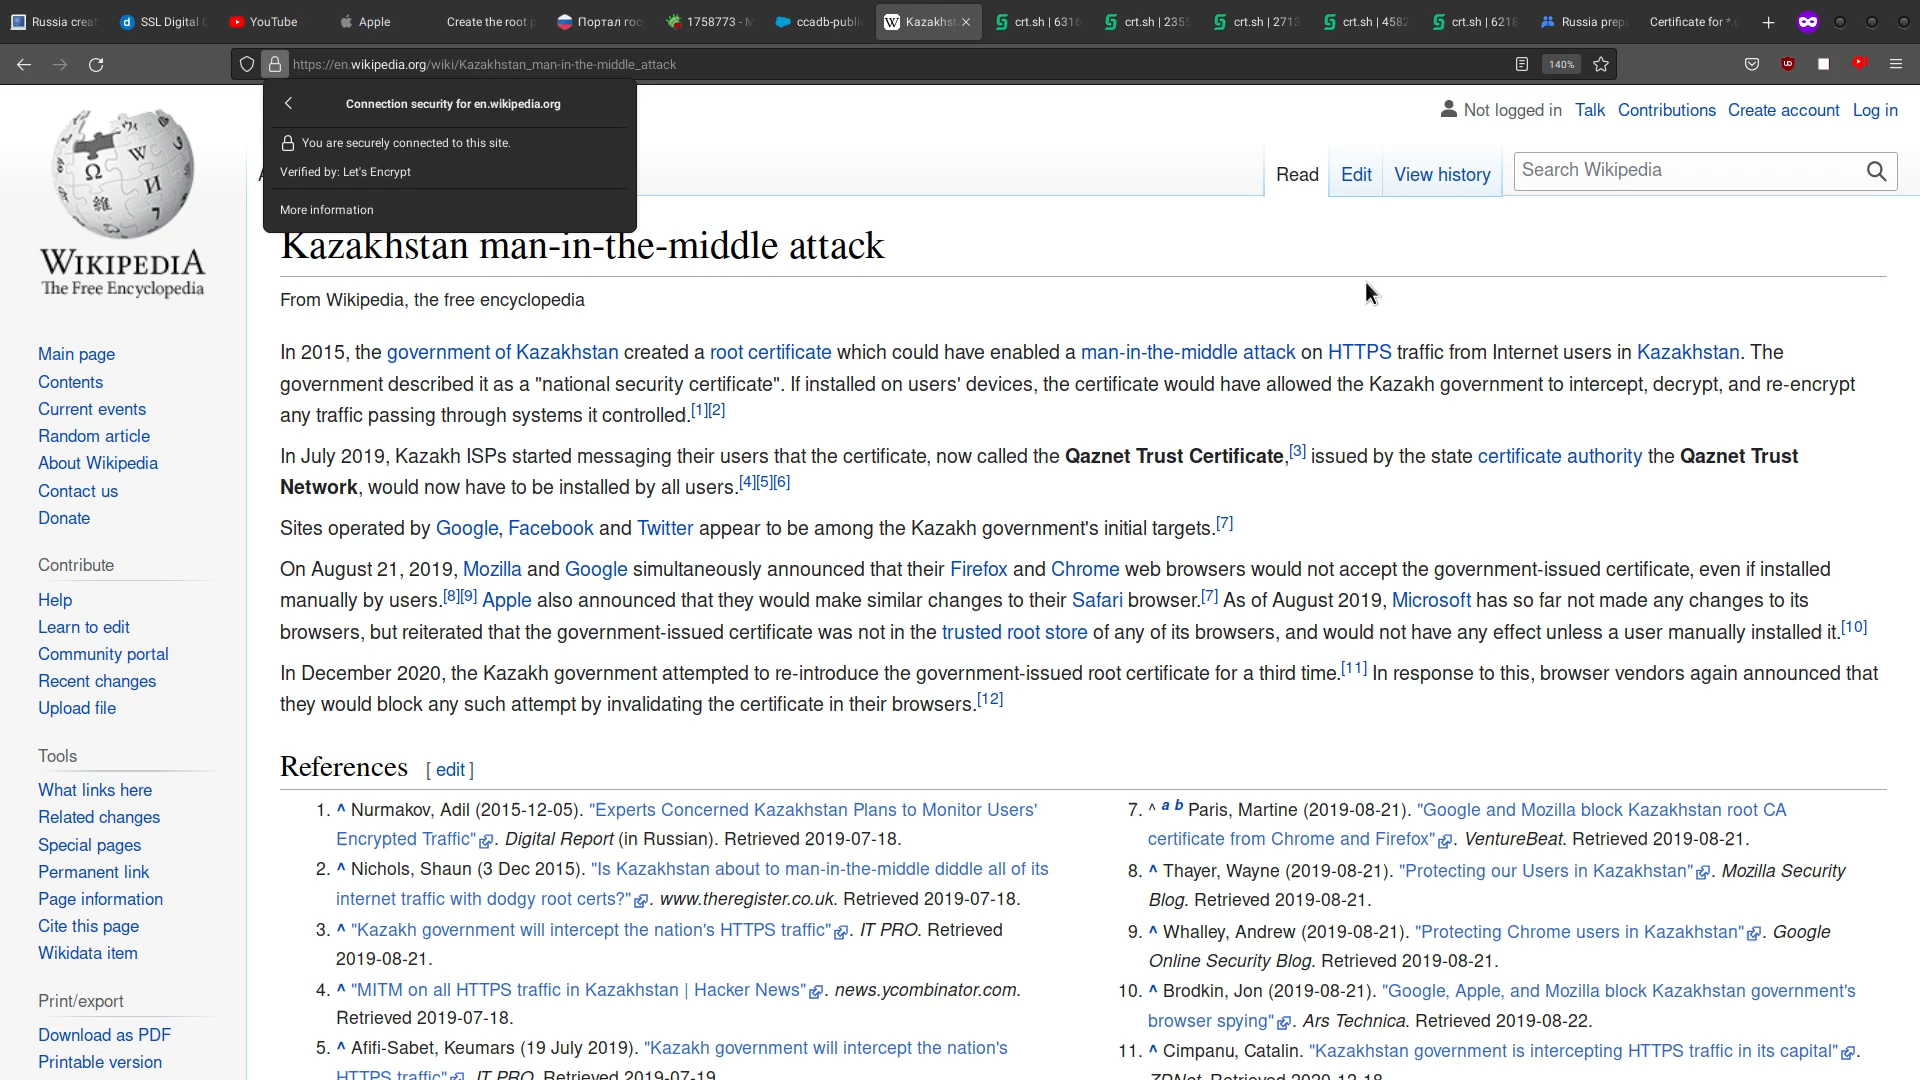 Russia creat
SSL Digital C
YouTube
Apple
Create the root p
Портал гос
1758773 - M
ccadb-publi
Kazakhst
crt.sh | 6316
crt.sh | 2355
crt.sh | 2713
crt.sh | 4582
crt.sh | 6218
Russia prep
Certificate for *.
https://en.wikipedia.org/wiki/Kazakhstan_man-in-the-middle_attack
140%
Connection security for en.wikipedia.org
You are securely connected to this site.
Verified by: Let's Encrypt
More information
Not logged in Talk Contributions Create account Log in
Read Edit View history
Search Wikipedia
WIKIPEDIA
The Free Encyclopedia
Main page
Contents
Current events
Random article
About Wikipedia
Contact us
Donate
Contribute
Help
Learn to edit
Community portal
Recent changes
Upload file
Tools
What links here
Related changes
Special pages
Permanent link
Page information
Cite this page
Wikidata item
Print/export
Download as PDF
Printable version
Kazakhstan man-in-the-middle attack
From Wikipedia, the free encyclopedia
In 2015, the government of Kazakhstan created a root certificate which could have enabled a man-in-the-middle attack on HTTPS traffic from Internet users in Kazakhstan. The
government described it as a "national security certificate". If installed on users' devices, the certificate would have allowed the Kazakh government to intercept, decrypt, and re-encrypt
any traffic passing through systems it controlled.[1][2]
In July 2019, Kazakh ISPs started messaging their users that the certificate, now called the Qaznet Trust Certificate,[3] issued by the state certificate authority the Qaznet Trust
Network, would now have to be installed by all users.[4][5][6]
Sites operated by Google, Facebook and Twitter appear to be among the Kazakh government's initial targets.[7]
On August 21, 2019, Mozilla and Google simultaneously announced that their Firefox and Chrome web browsers would not accept the government-issued certificate, even if installed
manually by users.[8][9] Apple also announced that they would make similar changes to their Safari browser.[7] As of August 2019, Microsoft has so far not made any changes to its
browsers, but reiterated that the government-issued certificate was not in the trusted root store of any of its browsers, and would not have any effect unless a user manually installed it.[10]
In December 2020, the Kazakh government attempted to re-introduce the government-issued root certificate for a third time.[11] In response to this, browser vendors again announced that
they would block any such attempt by invalidating the certificate in their browsers.[12]
References [ edit ]
1. ^ Nurmakov, Adil (2015-12-05). "Experts Concerned Kazakhstan Plans to Monitor Users'
Encrypted Traffic". Digital Report (in Russian). Retrieved 2019-07-18.
2. ^ Nichols, Shaun (3 Dec 2015). "Is Kazakhstan about to man-in-the-middle diddle all of its
internet traffic with dodgy root certs?". www.theregister.co.uk. Retrieved 2019-07-18.
3. ^ "Kazakh government will intercept the nation's HTTPS traffic". IT PRO. Retrieved
2019-08-21.
4. ^ "MITM on all HTTPS traffic in Kazakhstan | Hacker News". news.ycombinator.com.
Retrieved 2019-07-18.
5. ^ Afifi-Sabet, Keumars (19 July 2019). "Kazakh government will intercept the nation's
HTTPS traffic". IT PRO. Retrieved 2019-07-19.
7. ^ a b Paris, Martine (2019-08-21). "Google and Mozilla block Kazakhstan root CA
certificate from Chrome and Firefox". VentureBeat. Retrieved 2019-08-21.
8. ^ Thayer, Wayne (2019-08-21). "Protecting our Users in Kazakhstan". Mozilla Security
Blog. Retrieved 2019-08-21.
9. ^ Whalley, Andrew (2019-08-21). "Protecting Chrome users in Kazakhstan". Google
Online Security Blog. Retrieved 2019-08-21.
10. ^ Brodkin, Jon (2019-08-21). "Google, Apple, and Mozilla block Kazakhstan government's
browser spying". Ars Technica. Retrieved 2019-08-22.
11. ^ Cimpanu, Catalin. "Kazakhstan government is intercepting HTTPS traffic in its capital".
ZDNet. Retrieved 2020-12-18.